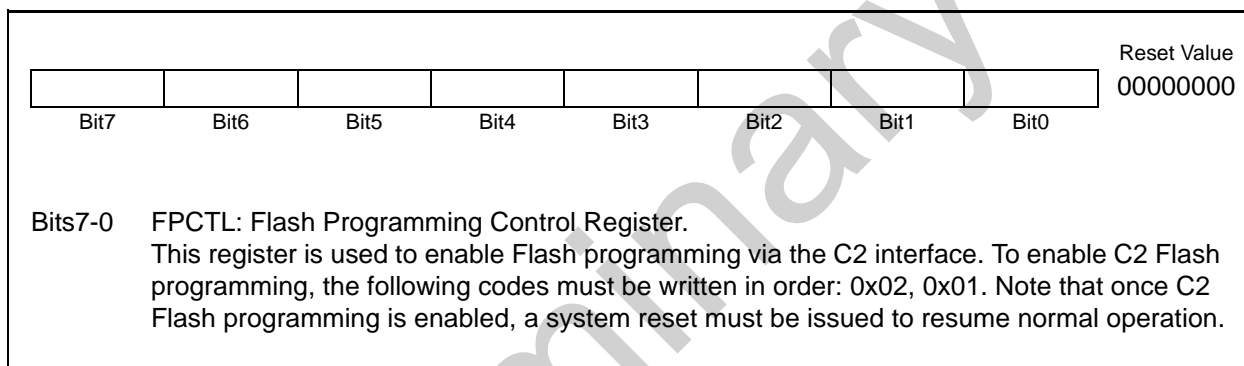 Reset Value
00000000
Bit7 Bit6 Bit5 Bit4 Bit3 Bit2 Bit1 Bit0
Bits7-0 FPCTL: Flash Programming Control Register.
This register is used to enable Flash programming via the C2 interface. To enable C2 Flash
programming, the following codes must be written in order: 0x02, 0x01. Note that once C2
Flash programming is enabled, a system reset must be issued to resume normal operation.
minary